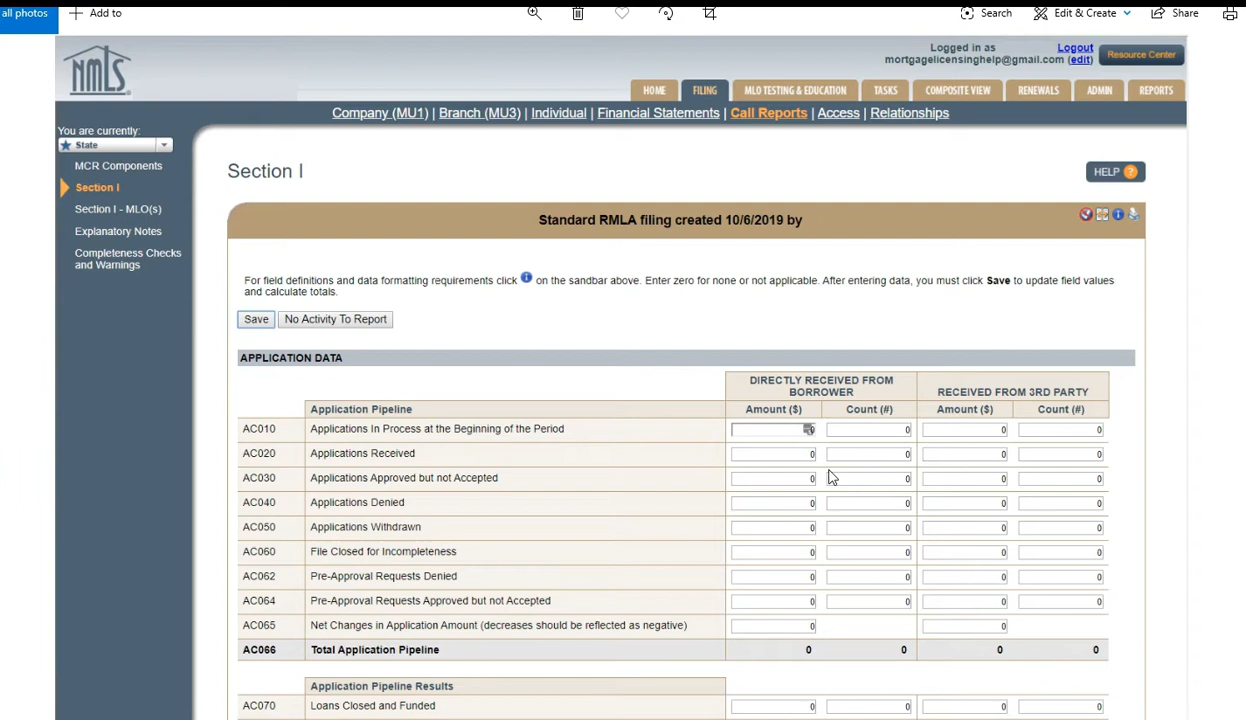 all photos
Add to
Search
Edit & Create
Share
NMLS
Logged in as
mortgagelicensinghelp@gmail.com (edit)
Logout
Resource Center
HOME
FILING
MLO TESTING & EDUCATION
TASKS
COMPOSITE VIEW
RENEWALS
ADMIN
REPORTS
Company (MU1) | Branch (MU3) | Individual | Financial Statements | Call Reports | Access | Relationships
You are currently:
State
MCR Components
Section I
Section I - MLO(s)
Explanatory Notes
Completeness Checks
and Warnings
Section I
HELP ?
Standard RMLA filing created 10/6/2019 by
For field definitions and data formatting requirements click i on the sandbar above. Enter zero for none or not applicable. After entering data, you must click Save to update field values
and calculate totals.
Save
No Activity To Report
APPLICATION DATA
DIRECTLY RECEIVED FROM
BORROWER
RECEIVED FROM 3RD PARTY
Application Pipeline Amount ($) Count (#) Amount ($) Count (#)
AC010 Applications In Process at the Beginning of the Period 0 0 0 0
AC020 Applications Received 0 0 0 0
AC030 Applications Approved but not Accepted 0 0 0 0
AC040 Applications Denied 0 0 0 0
AC050 Applications Withdrawn 0 0 0 0
AC060 File Closed for Incompleteness 0 0 0 0
AC062 Pre-Approval Requests Denied 0 0 0 0
AC064 Pre-Approval Requests Approved but not Accepted 0 0 0 0
AC065 Net Changes in Application Amount (decreases should be reflected as negative) 0 0
AC066 Total Application Pipeline 0 0 0 0
Application Pipeline Results
AC070 Loans Closed and Funded 0 0 0 0